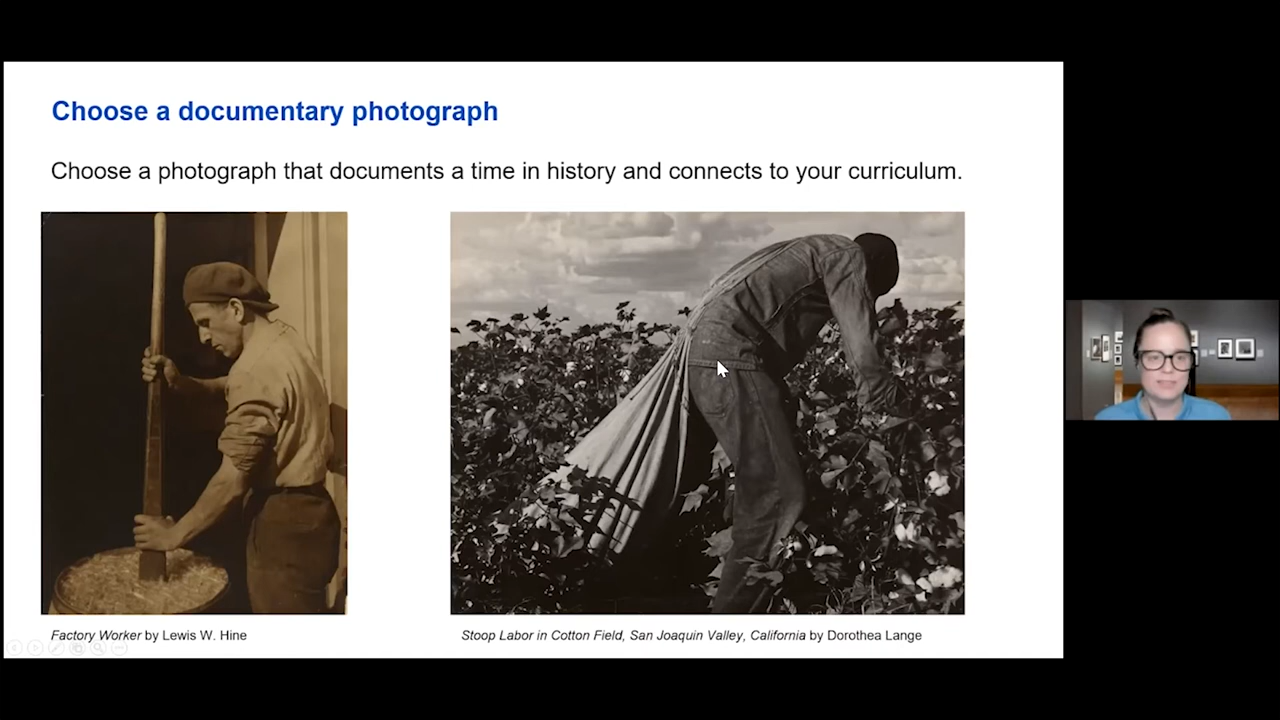 Choose a documentary photograph
Choose a photograph that documents a time in history and connects to your curriculum.
Factory Worker by Lewis W. Hine
Stoop Labor in Cotton Field, San Joaquin Valley, California by Dorothea Lange